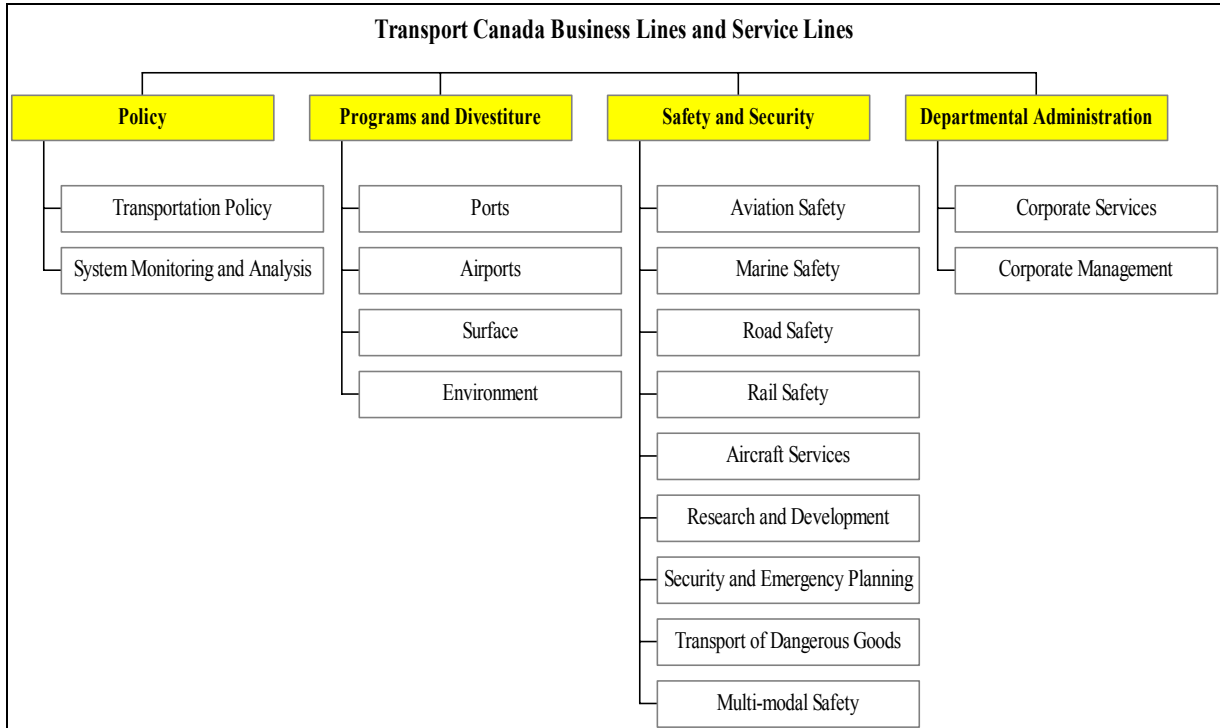 Transport Canada Business Lines and Service Lines
Policy
Transportation Policy
System Monitoring and Analysis
Programs and Divestiture
Ports
Airports
Surface
Environment
Safety and Security
Aviation Safety
Marine Safety
Road Safety
Rail Safety
Aircraft Services
Research and Development
Security and Emergency Planning
Transport of Dangerous Goods
Multi-modal Safety
Departmental Administration
Corporate Services
Corporate Management